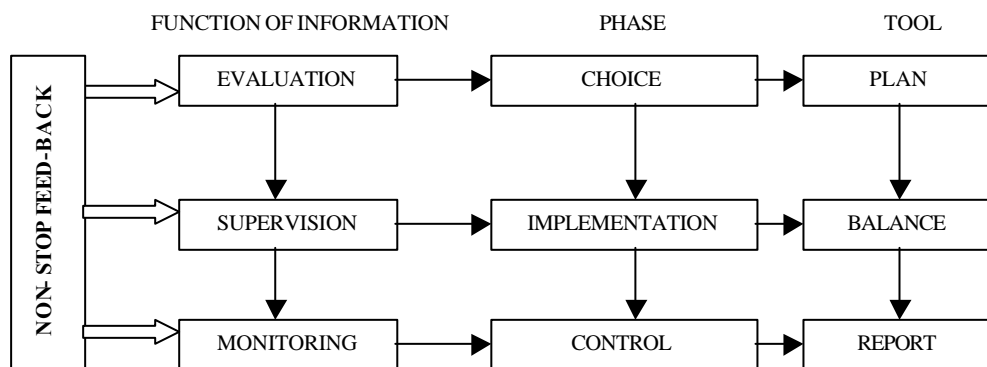 FUNCTION OF INFORMATION PHASE TOOL
NON- STOP FEED-BACK
EVALUATION CHOICE PLAN
SUPERVISION IMPLEMENTATION BALANCE
MONITORING CONTROL REPORT